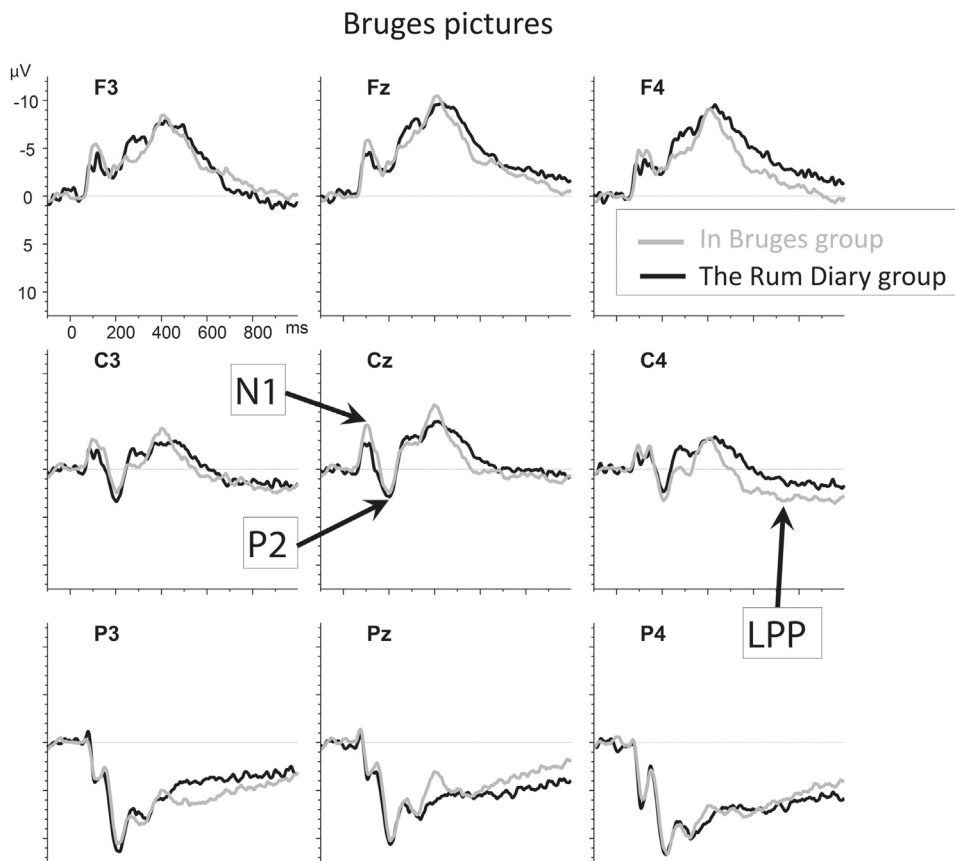 Bruges pictures
µV
F3
Fz
F4
-10
-5
0
5
10
In Bruges group
The Rum Diary group
0 200 400 600 800 ms
C3
Cz
C4
N1
P2
LPP
P3
Pz
P4